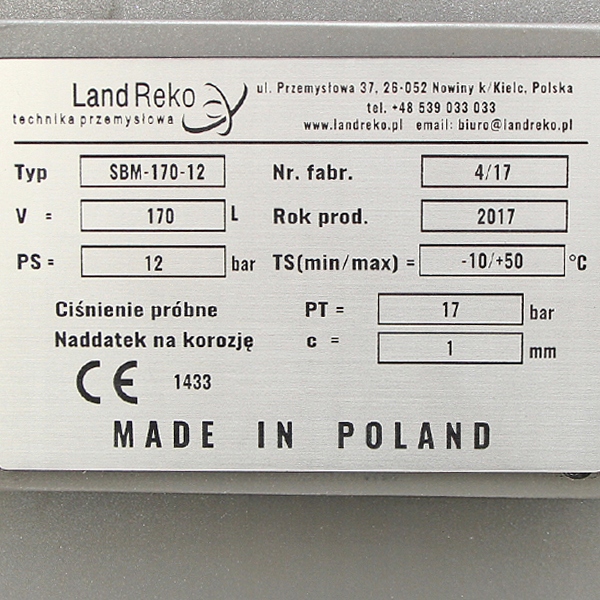 Land Reko
technika przemysłowa
ul. Przemysłowa 37, 26-052 Nowiny k/Kielc, Polska
tel. +48 539 033 033
www.landreko.pl email: biuro@landreko.pl
Typ SBM-170-12 Nr. fabr. 4/17
V = 170 L Rok prod. 2017
PS = 12 bar TS(min/max) = -10/+50 °C
Ciśnienie próbne PT = 17 bar
Naddatek na korozję c = 1 mm
CE 1433
MADE IN POLAND